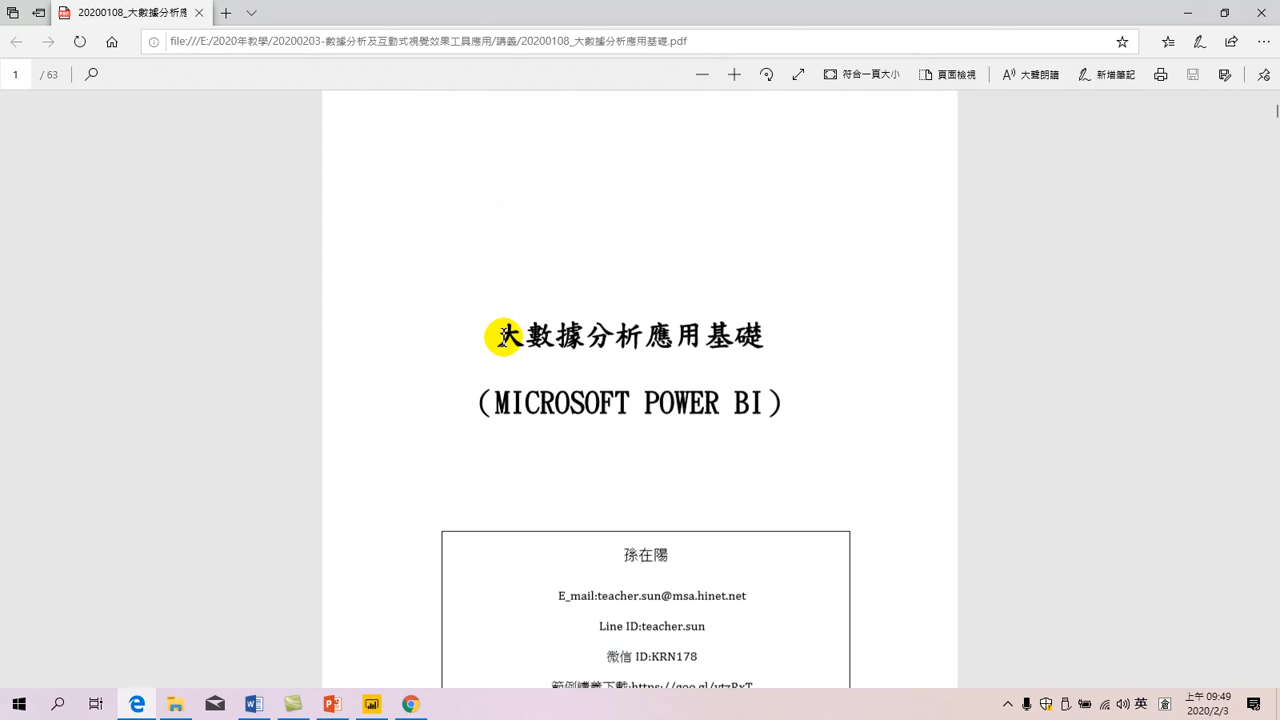 20200108_大數據分析
file:///E:/2020年教學/20200203-數據分析及互動式視覺效果工具應用/講義/20200108_大數據分析應用基礎.pdf
1 / 63
符合一頁大小 頁面檢視 大聲朗讀 新增筆記
大數據分析應用基礎
(MICROSOFT POWER BI)
孫在陽
E_mail:teacher.sun@msa.hinet.net
Line ID:teacher.sun
微信 ID:KRN178
上午 09:49
英
2020/2/3